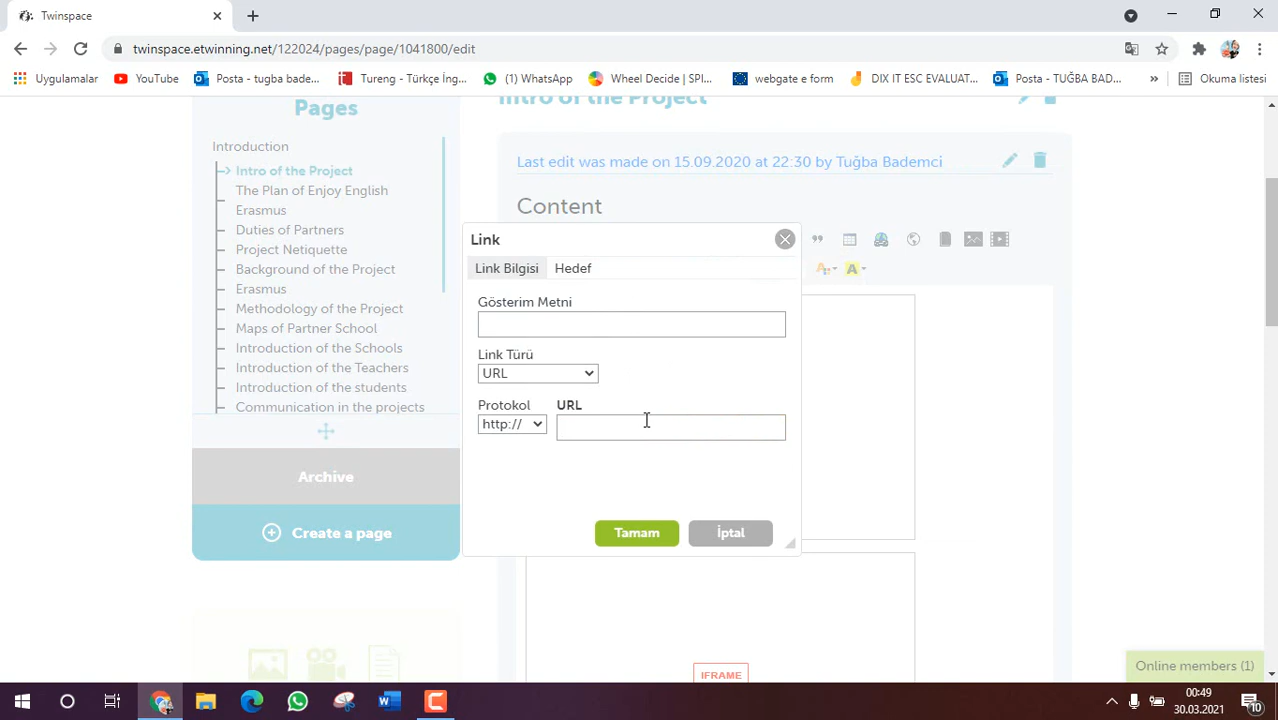 Twinspace
twinspace.etwinning.net/122024/pages/page/1041800/edit
Uygulamalar
YouTube
Posta - tugba bade...
Tureng - Türkçe İng...
(1) WhatsApp
Wheel Decide | SPI...
webgate e form
DIX IT ESC EVALUAT...
Posta - TUĞBA BAD...
»
Okuma listesi
Pages
Introduction
Intro of the Project
The Plan of Enjoy English
Erasmus
Duties of Partners
Project Netiquette
Background of the Project
Erasmus
Methodology of the Project
Maps of Partner School
Introduction of the Schools
Introduction of the Teachers
Introduction of the students
Communication in the projects
Archive
Create a page
Intro of the Project
Last edit was made on 15.09.2020 at 22:30 by Tuğba Bademci
Content
Link
Link Bilgisi
Hedef
Gösterim Metni
Link Türü
URL
Protokol
URL
http://
Tamam
İptal
IFRAME
Online members (1)
00:49
30.03.2021
10